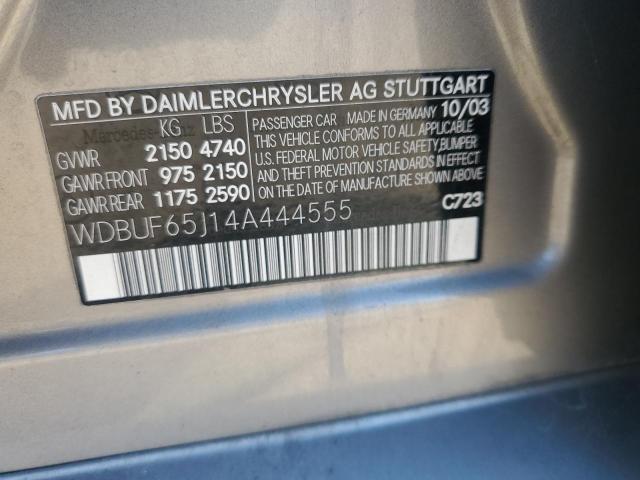 MFD BY DAIMLERCHRYSLER AG STUTTGART
Mercedes-Benz
KG LBS
GVWR 2150 4740
GAWR FRONT 975 2150
GAWR REAR 1175 2590
PASSENGER CAR MADE IN GERMANY 10/03
THIS VEHICLE CONFORMS TO ALL APPLICABLE
U.S. FEDERAL MOTOR VEHICLE SAFETY, BUMPER
AND THEFT PREVENTION STANDARDS IN EFFECT
ON THE DATE OF MANUFACTURE SHOWN ABOVE
C723
WDBUF65J14A444555